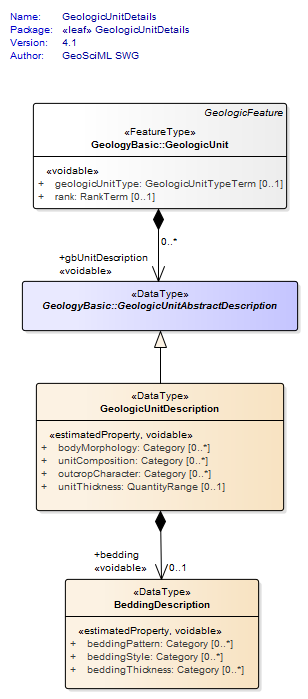 Name: GeologicUnitDetails
Package: «leaf» GeologicUnitDetails
Version: 4.1
Author: GeoSciML SWG
GeologicFeature
«FeatureType»
GeologyBasic::GeologicUnit
«voidable»
+ geologicUnitType: GeologicUnitTypeTerm [0..1]
+ rank: RankTerm [0..1]
0..*
+gbUnitDescription
«voidable»
«DataType»
GeologyBasic::GeologicUnitAbstractDescription
«DataType»
GeologicUnitDescription
«estimatedProperty, voidable»
+ bodyMorphology: Category [0..*]
+ unitComposition: Category [0..*]
+ outcropCharacter: Category [0..*]
+ unitThickness: QuantityRange [0..1]
+bedding
«voidable» 0..1
«DataType»
BeddingDescription
«estimatedProperty, voidable»
+ beddingPattern: Category [0..*]
+ beddingStyle: Category [0..*]
+ beddingThickness: Category [0..*]